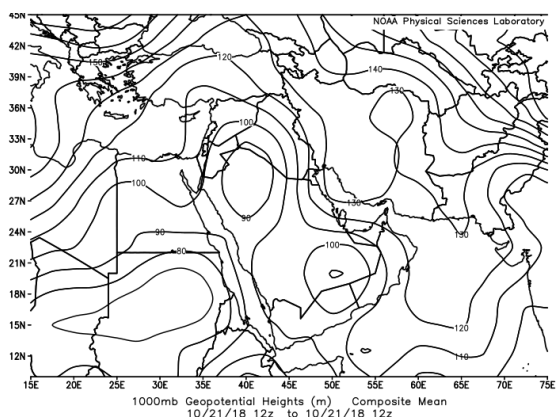 NOAA Physical Sciences Laboratory
45N 45N
150 120
140
39N
130
36N
100
33N
110
30N
100
130
27N
90
130
24N
90
100
80
21N
18N
120
15N
110
12N
15E 20E 25E 30E 35E 40E 45E 50E 55E 60E 65E 70E 75E
1000mb Geopotential Heights (m) Composite Mean
10/21/18 12z to 10/21/18 12z